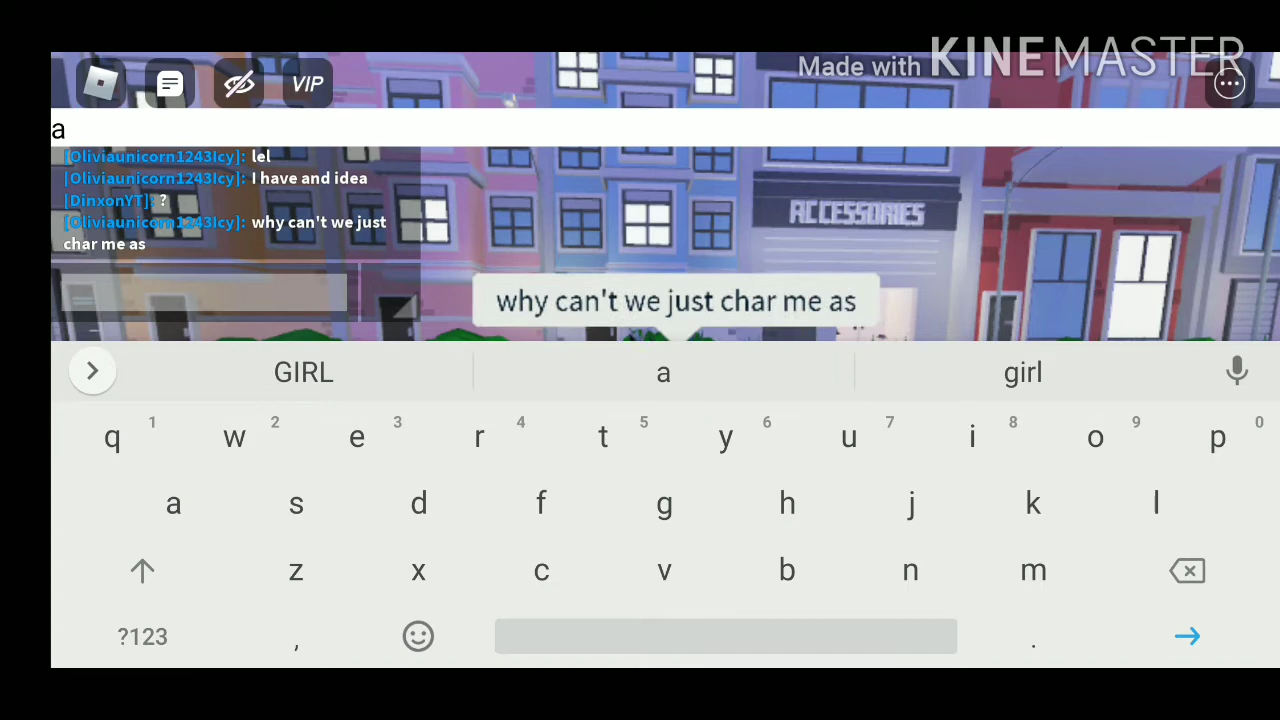 Made with KINEMASTER
VIP
a
[Oliviaunicorn1243Icy]: lel
[Oliviaunicorn1243Icy]: I have and idea
[DinxonYT]: ?
[Oliviaunicorn1243Icy]: why can't we just
char me as
ACCESSORIES
why can't we just char me as
GIRL a girl
1 2 3 4 5 6 7 8 9 0
q w e r t y u i o p
a s d f g h j k l
z x c v b n m
?123 , .